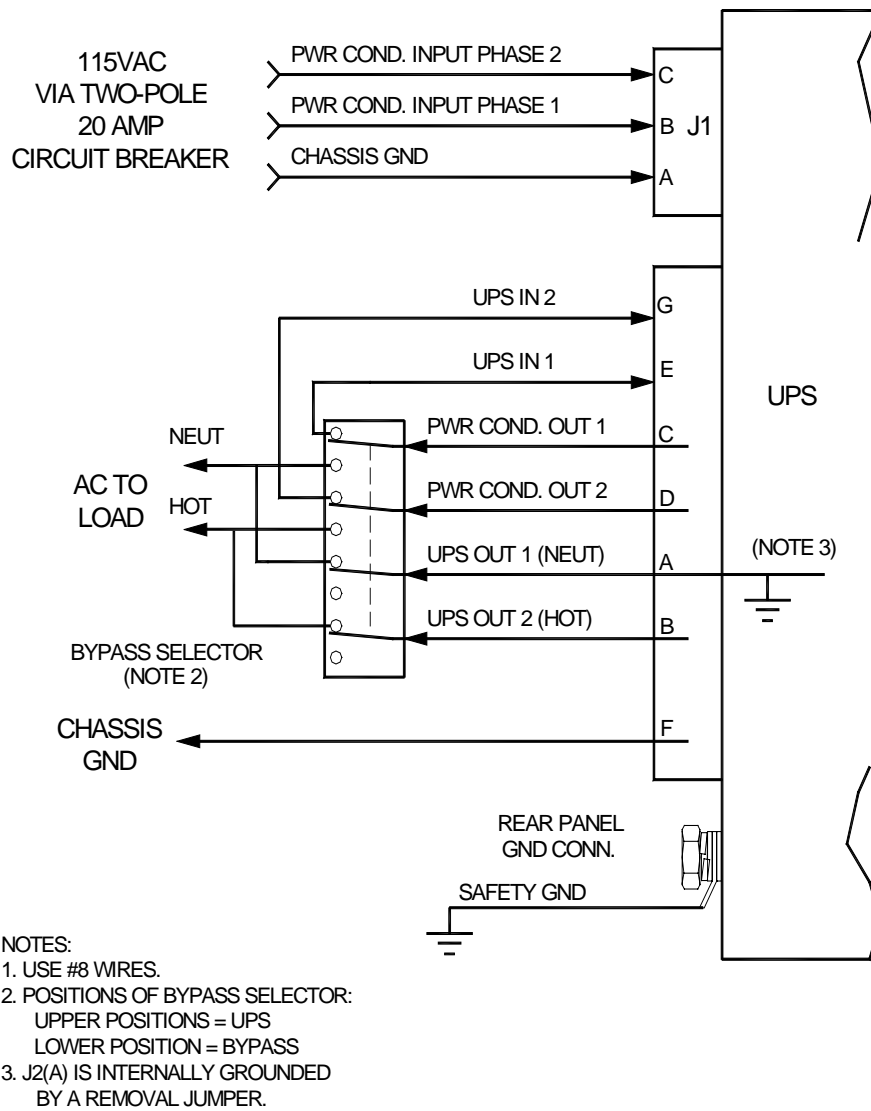 115VAC
VIA TWO-POLE
20 AMP
CIRCUIT BREAKER
PWR COND. INPUT PHASE 2
C
PWR COND. INPUT PHASE 1
B
J1
CHASSIS GND
A
UPS IN 2
G
UPS IN 1
E
UPS
PWR COND. OUT 1
C
NEUT
AC TO
LOAD
PWR COND. OUT 2
D
HOT
UPS OUT 1 (NEUT)
A
(NOTE 3)
UPS OUT 2 (HOT)
B
BYPASS SELECTOR
(NOTE 2)
CHASSIS
GND
F
REAR PANEL
GND CONN.
SAFETY GND
NOTES:
1. USE #8 WIRES.
2. POSITIONS OF BYPASS SELECTOR:
UPPER POSITIONS = UPS
LOWER POSITION = BYPASS
3. J2(A) IS INTERNALLY GROUNDED
BY A REMOVAL JUMPER.